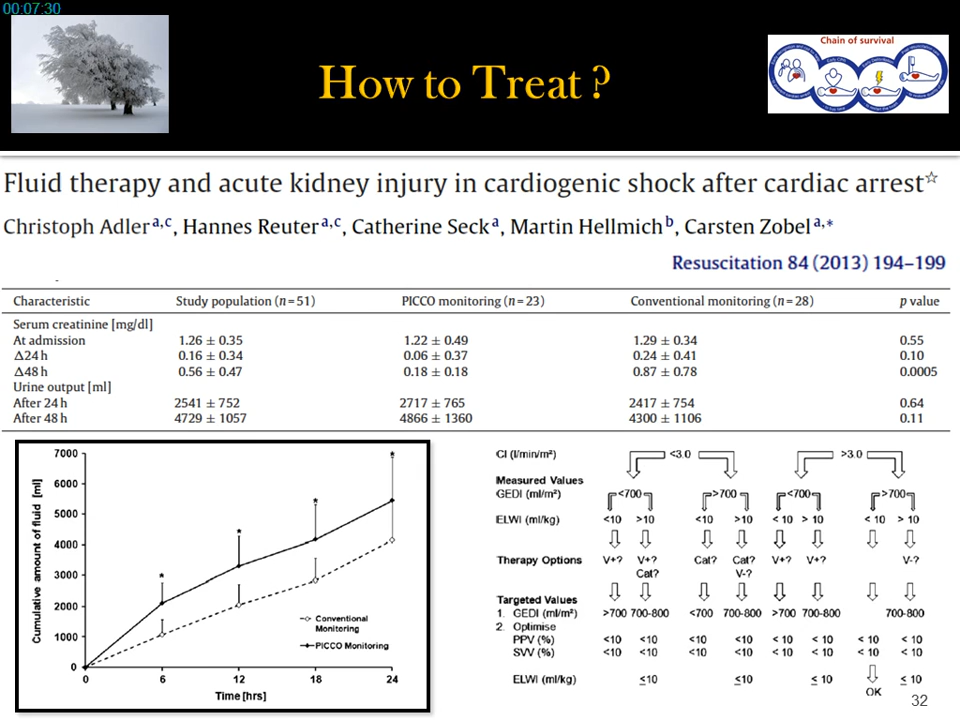 00:07:30
Chain of survival
How to Treat ?
Fluid therapy and acute kidney injury in cardiogenic shock after cardiac arrest☆
Christoph Adler a,c, Hannes Reuter a,c, Catherine Seck a, Martin Hellmich b, Carsten Zobel a,*
Resuscitation 84 (2013) 194–199
Characteristic Study population (n = 51) PICCO monitoring (n = 23) Conventional monitoring (n = 28) p value
Serum creatinine [mg/dl]
At admission 1.26 ± 0.35 1.22 ± 0.49 1.29 ± 0.34 0.55
Δ24 h 0.16 ± 0.34 0.06 ± 0.37 0.24 ± 0.41 0.10
Δ48 h 0.56 ± 0.47 0.18 ± 0.18 0.87 ± 0.78 0.0005
Urine output [ml]
After 24 h 2541 ± 752 2717 ± 765 2417 ± 754 0.64
After 48 h 4729 ± 1057 4866 ± 1360 4300 ± 1106 0.11
Cumulative amount of fluid [ml]
7000
6000
5000
4000
3000
2000
1000
0
* * * *
Conventional
Monitoring
PICCO Monitoring
0 6 12 18 24
Time [hrs]
CI (l/min/m²) <3.0 >3.0
Measured Values
GEDI (ml/m²) <700 >700 <700 >700
ELWI (ml/kg) <10 >10 <10 >10 < 10 > 10 < 10 > 10
Therapy Options V+? V+? Cat? Cat? V+? V+? V-?
Cat? V-?
Targeted Values
1. GEDI (ml/m²) >700 700-800 <700 700-800 >700 700-800 700-800
2. Optimise
PPV (%) <10 <10 <10 <10 < 10 < 10 < 10 < 10
SVV (%) <10 <10 <10 <10 < 10 < 10 < 10 < 10
ELWI (ml/kg) ≤10 ≤10 ≤ 10 ≤ 10
OK
32